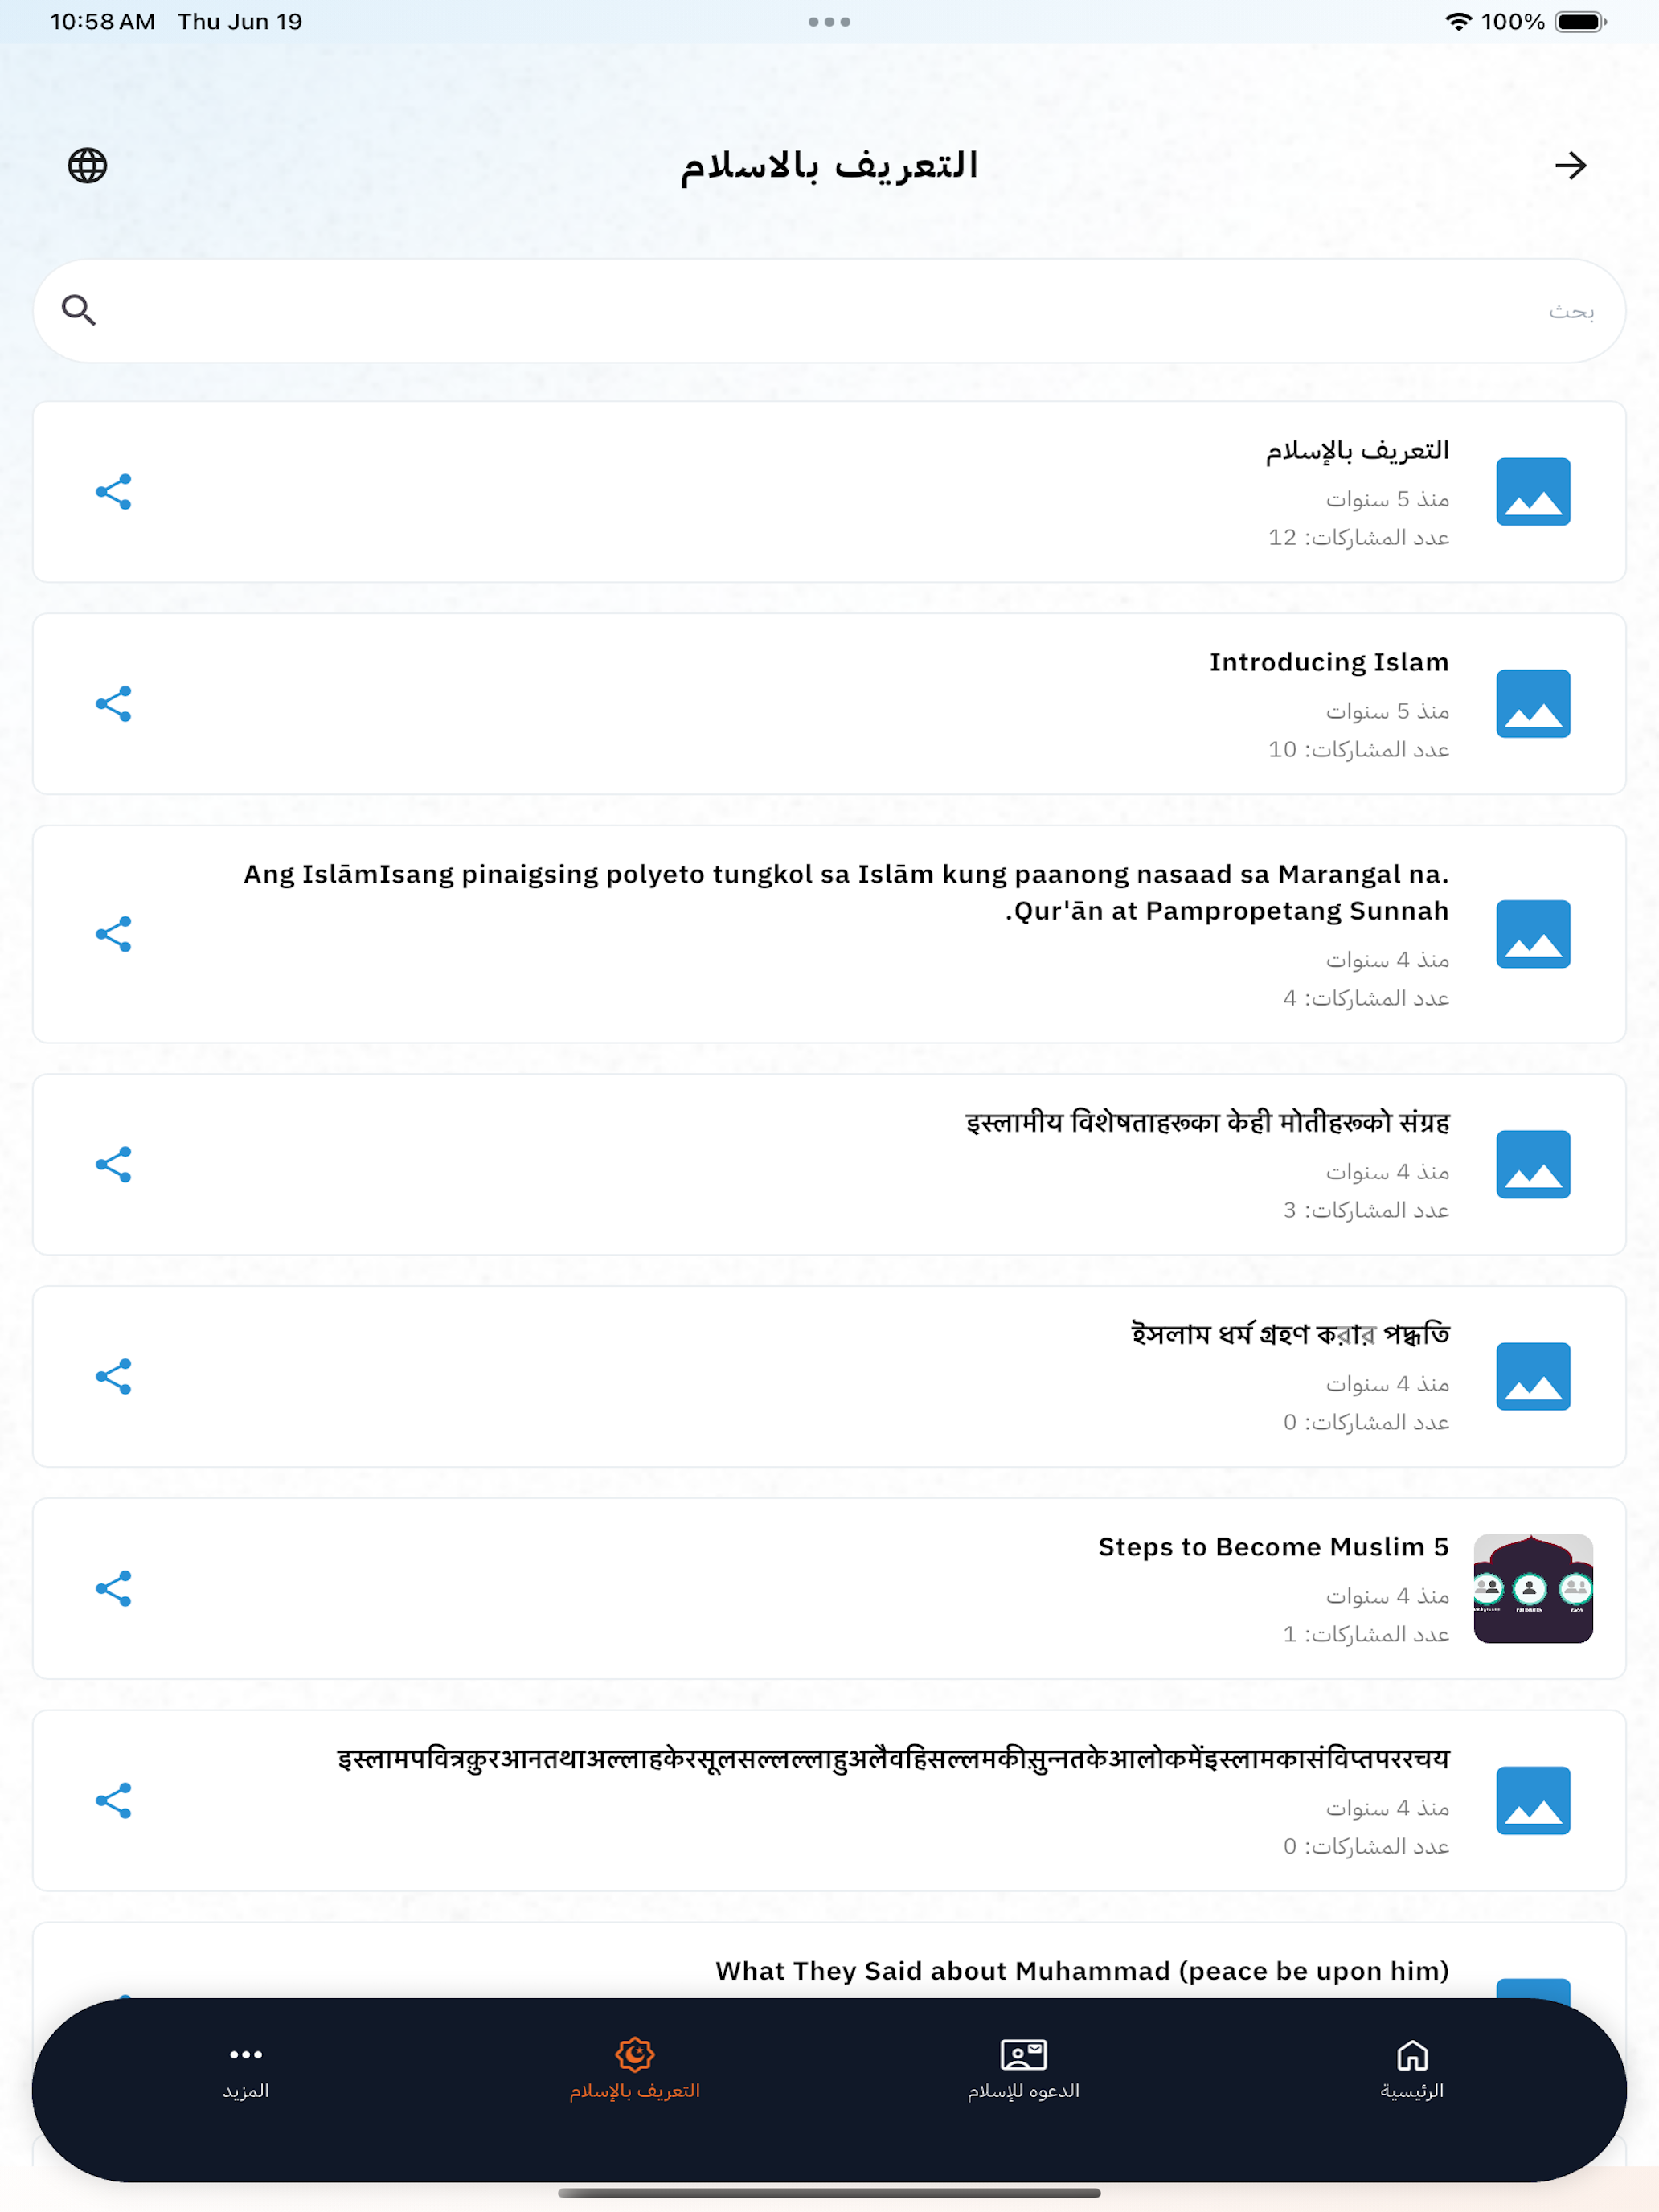 10:58 AM Thu Jun 19
100%
التعريف بالاسلام
بحث
التعريف بالإسلام
منذ 5 سنوات
عدد المشاركات: 12
Introducing Islam
منذ 5 سنوات
عدد المشاركات: 10
Ang IslāmIsang pinaigsing polyeto tungkol sa Islām kung paanong nasaad sa Marangal na.
.Qur'ān at Pampropetang Sunnah
منذ 4 سنوات
عدد المشاركات: 4
इस्लामीय विशेषताहरूका केही मोतीहरूको संग्रह
منذ 4 سنوات
عدد المشاركات: 3
ইসলাম ধর্ম গ্রহণ করার পদ্ধতি
منذ 4 سنوات
عدد المشاركات: 0
Steps to Become Muslim 5
منذ 4 سنوات
عدد المشاركات: 1
इस्लामपवित्रक़ुरआनतथाअल्लाहकेरसूलसल्लल्लाहुअलैवहिसल्लमकीसुन्नतकेआलोकमेंइस्लामकासंविप्तपररचय
منذ 4 سنوات
عدد المشاركات: 0
What They Said about Muhammad (peace be upon him)
الرئيسية
الدعوه للإسلام
التعريف بالإسلام
المزيد